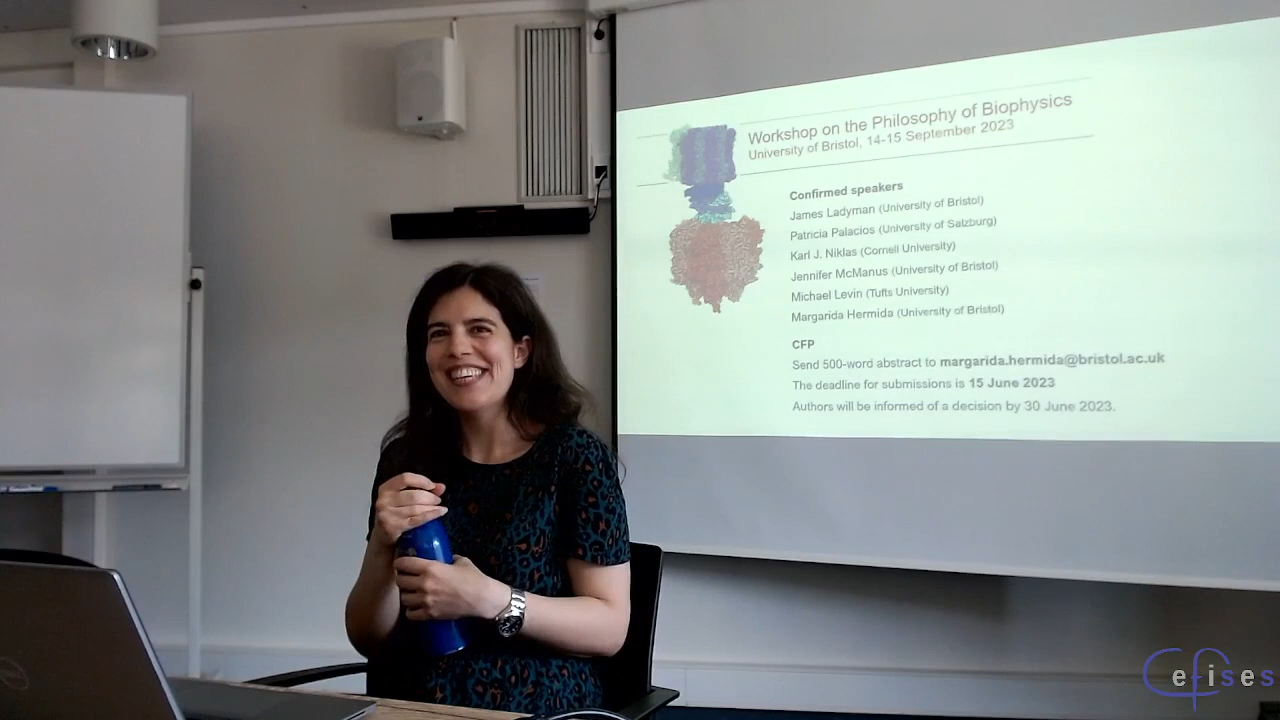 Workshop on the Philosophy of Biophysics
University of Bristol, 14-15 September 2023
Confirmed speakers
James Ladyman (University of Bristol)
Patricia Palacios (University of Salzburg)
Karl J. Niklas (Cornell University)
Jennifer McManus (University of Bristol)
Michael Levin (Tufts University)
Margarida Hermida (University of Bristol)
CFP
Send 500-word abstract to margarida.hermida@bristol.ac.uk
The deadline for submissions is 15 June 2023
Authors will be informed of a decision by 30 June 2023.
Cefises